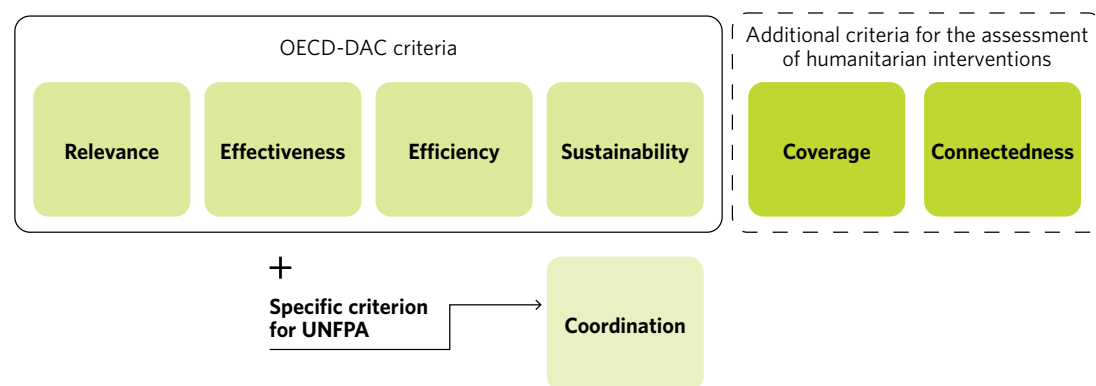 OECD-DAC criteria
Additional criteria for the assessment
of humanitarian interventions
Relevance
Effectiveness
Efficiency
Sustainability
Coverage
Connectedness
+
Specific criterion
for UNFPA
Coordination